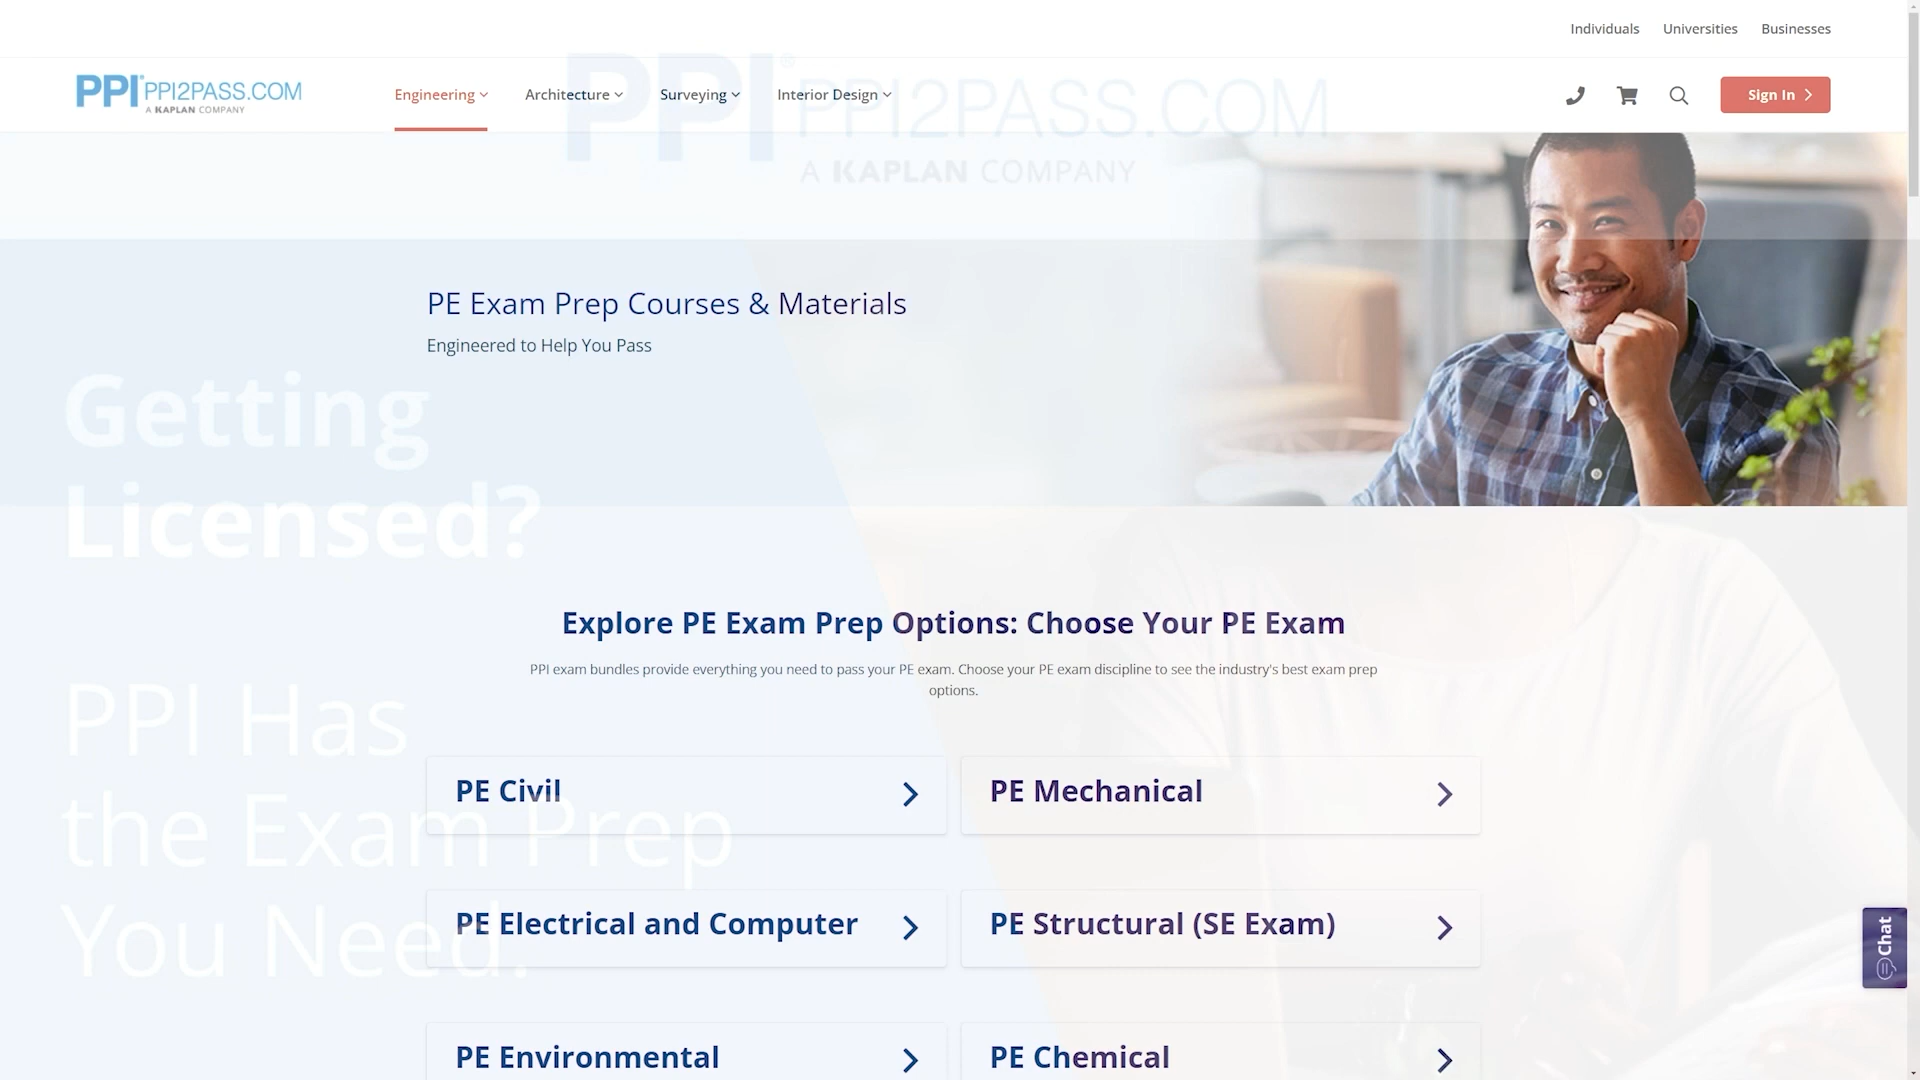 Individuals Universities Businesses
PPI® PPI2PASS.COM
A KAPLAN COMPANY
Engineering Architecture Surveying Interior Design
Sign In
PPI® PPI2PASS.COM
A KAPLAN COMPANY
PE Exam Prep Courses & Materials
Engineered to Help You Pass
Getting
Licensed?
PPI Has
the Exam Prep
You Need.
Explore PE Exam Prep Options: Choose Your PE Exam
PPI exam bundles provide everything you need to pass your PE exam. Choose your PE exam discipline to see the industry's best exam prep
options.
PE Civil
PE Mechanical
PE Electrical and Computer
PE Structural (SE Exam)
PE Environmental
PE Chemical
Chat